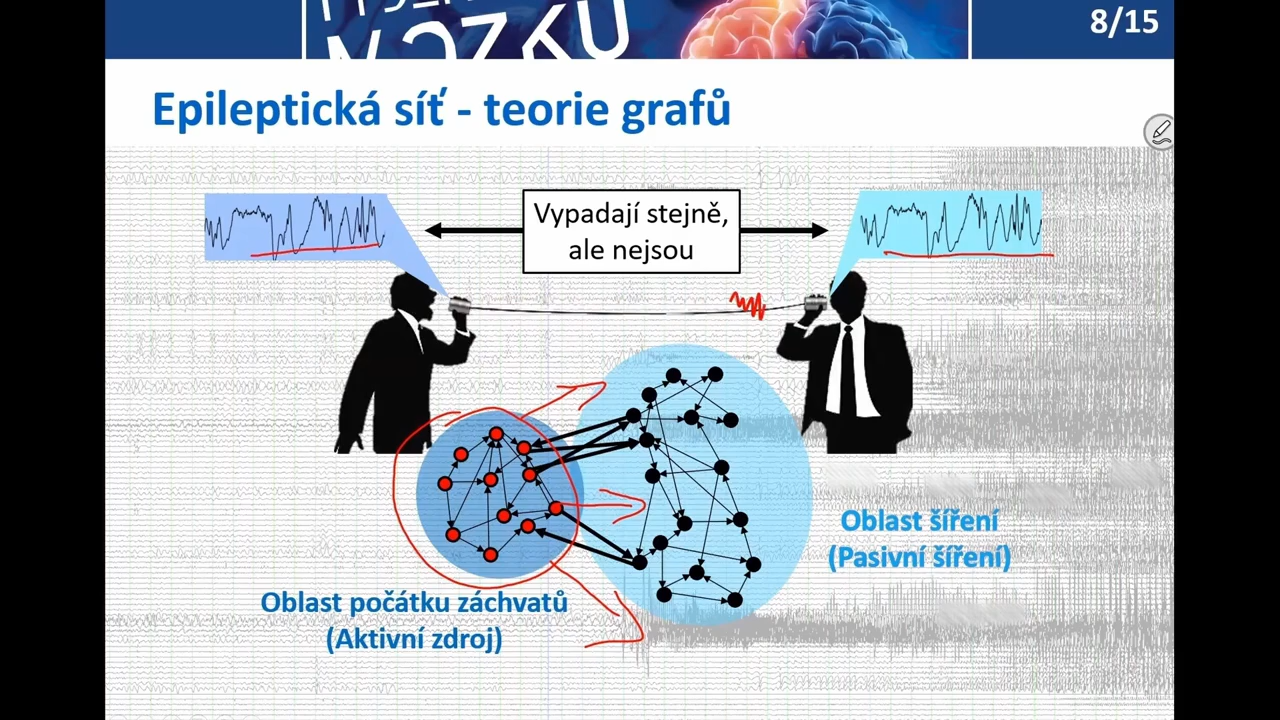 8/15
Epileptická síť - teorie grafů
Vypadají stejně,
ale nejsou
Oblast šíření
(Pasivní šíření)
Oblast počátku záchvatů
(Aktivní zdroj)